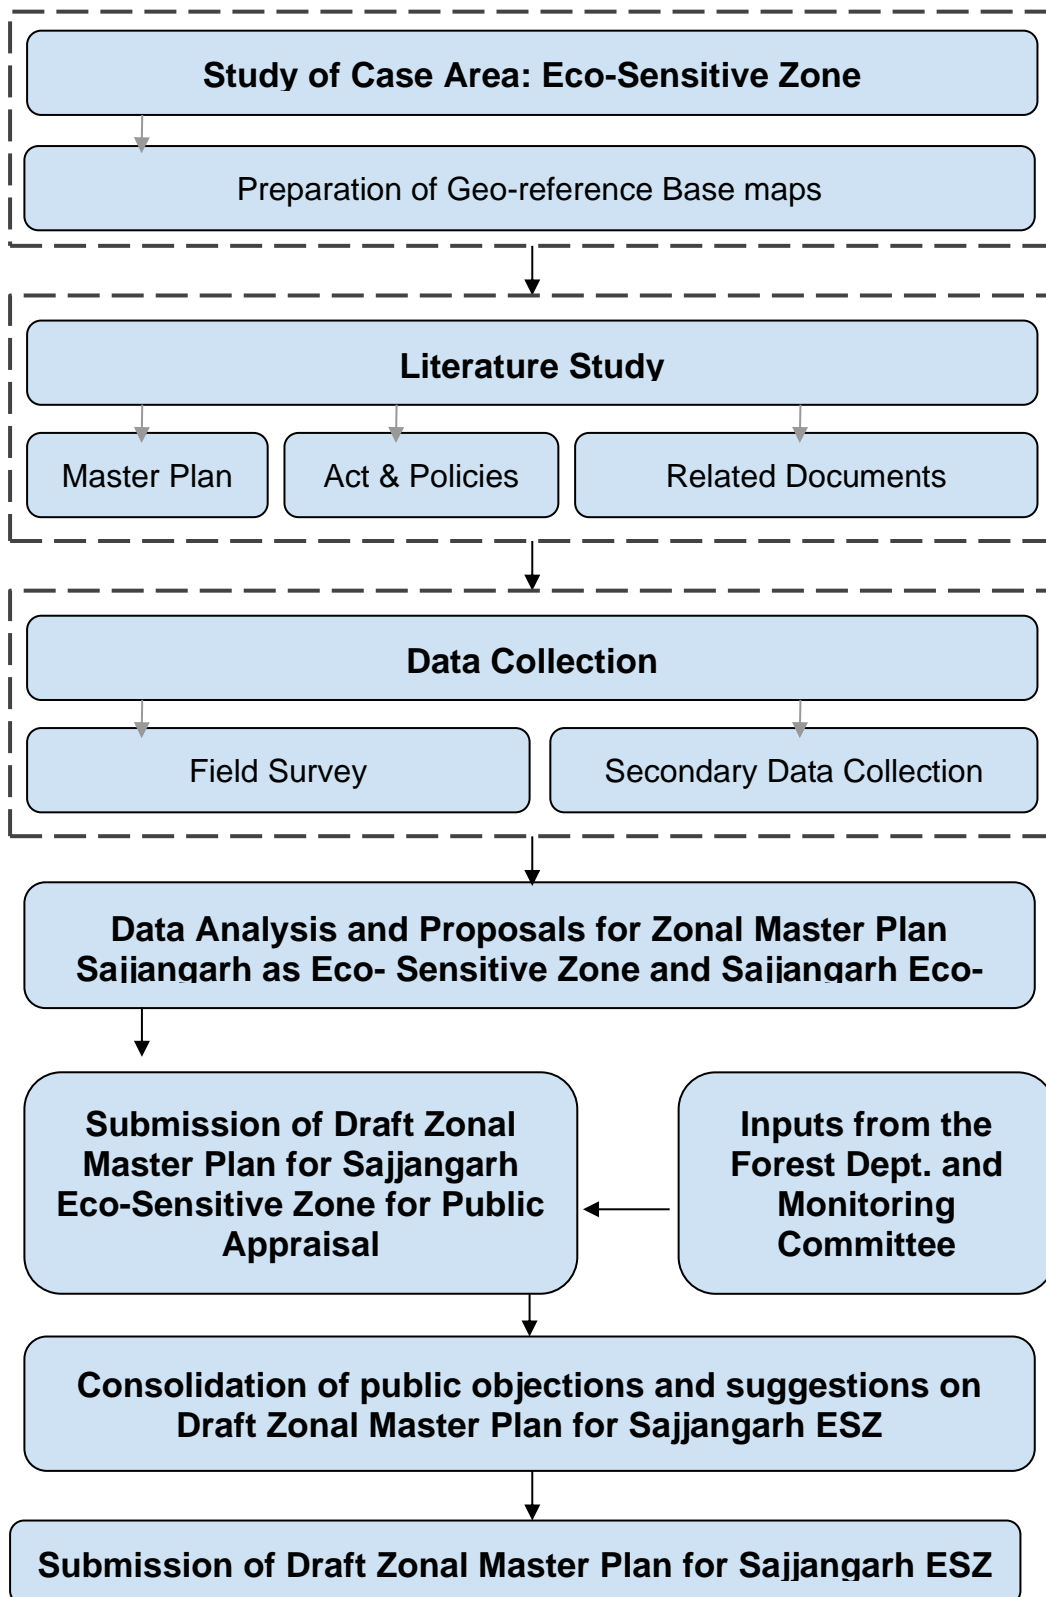 Study of Case Area: Eco-Sensitive Zone
Preparation of Geo-reference Base maps
Literature Study
Master Plan
Act & Policies
Related Documents
Data Collection
Field Survey
Secondary Data Collection
Data Analysis and Proposals for Zonal Master Plan
Sajjangarh as Eco- Sensitive Zone and Sajjangarh Eco-
Submission of Draft Zonal
Master Plan for Sajjangarh
Eco-Sensitive Zone for Public
Appraisal
Inputs from the
Forest Dept. and
Monitoring
Committee
Consolidation of public objections and suggestions on
Draft Zonal Master Plan for Sajjangarh ESZ
Submission of Draft Zonal Master Plan for Sajjangarh ESZ